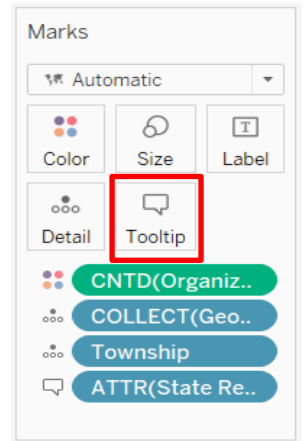 Marks
Automatic
Color Size Label
Detail Tooltip
CNTD(Organiz..
COLLECT(Geo..
Township
ATTR(State Re..